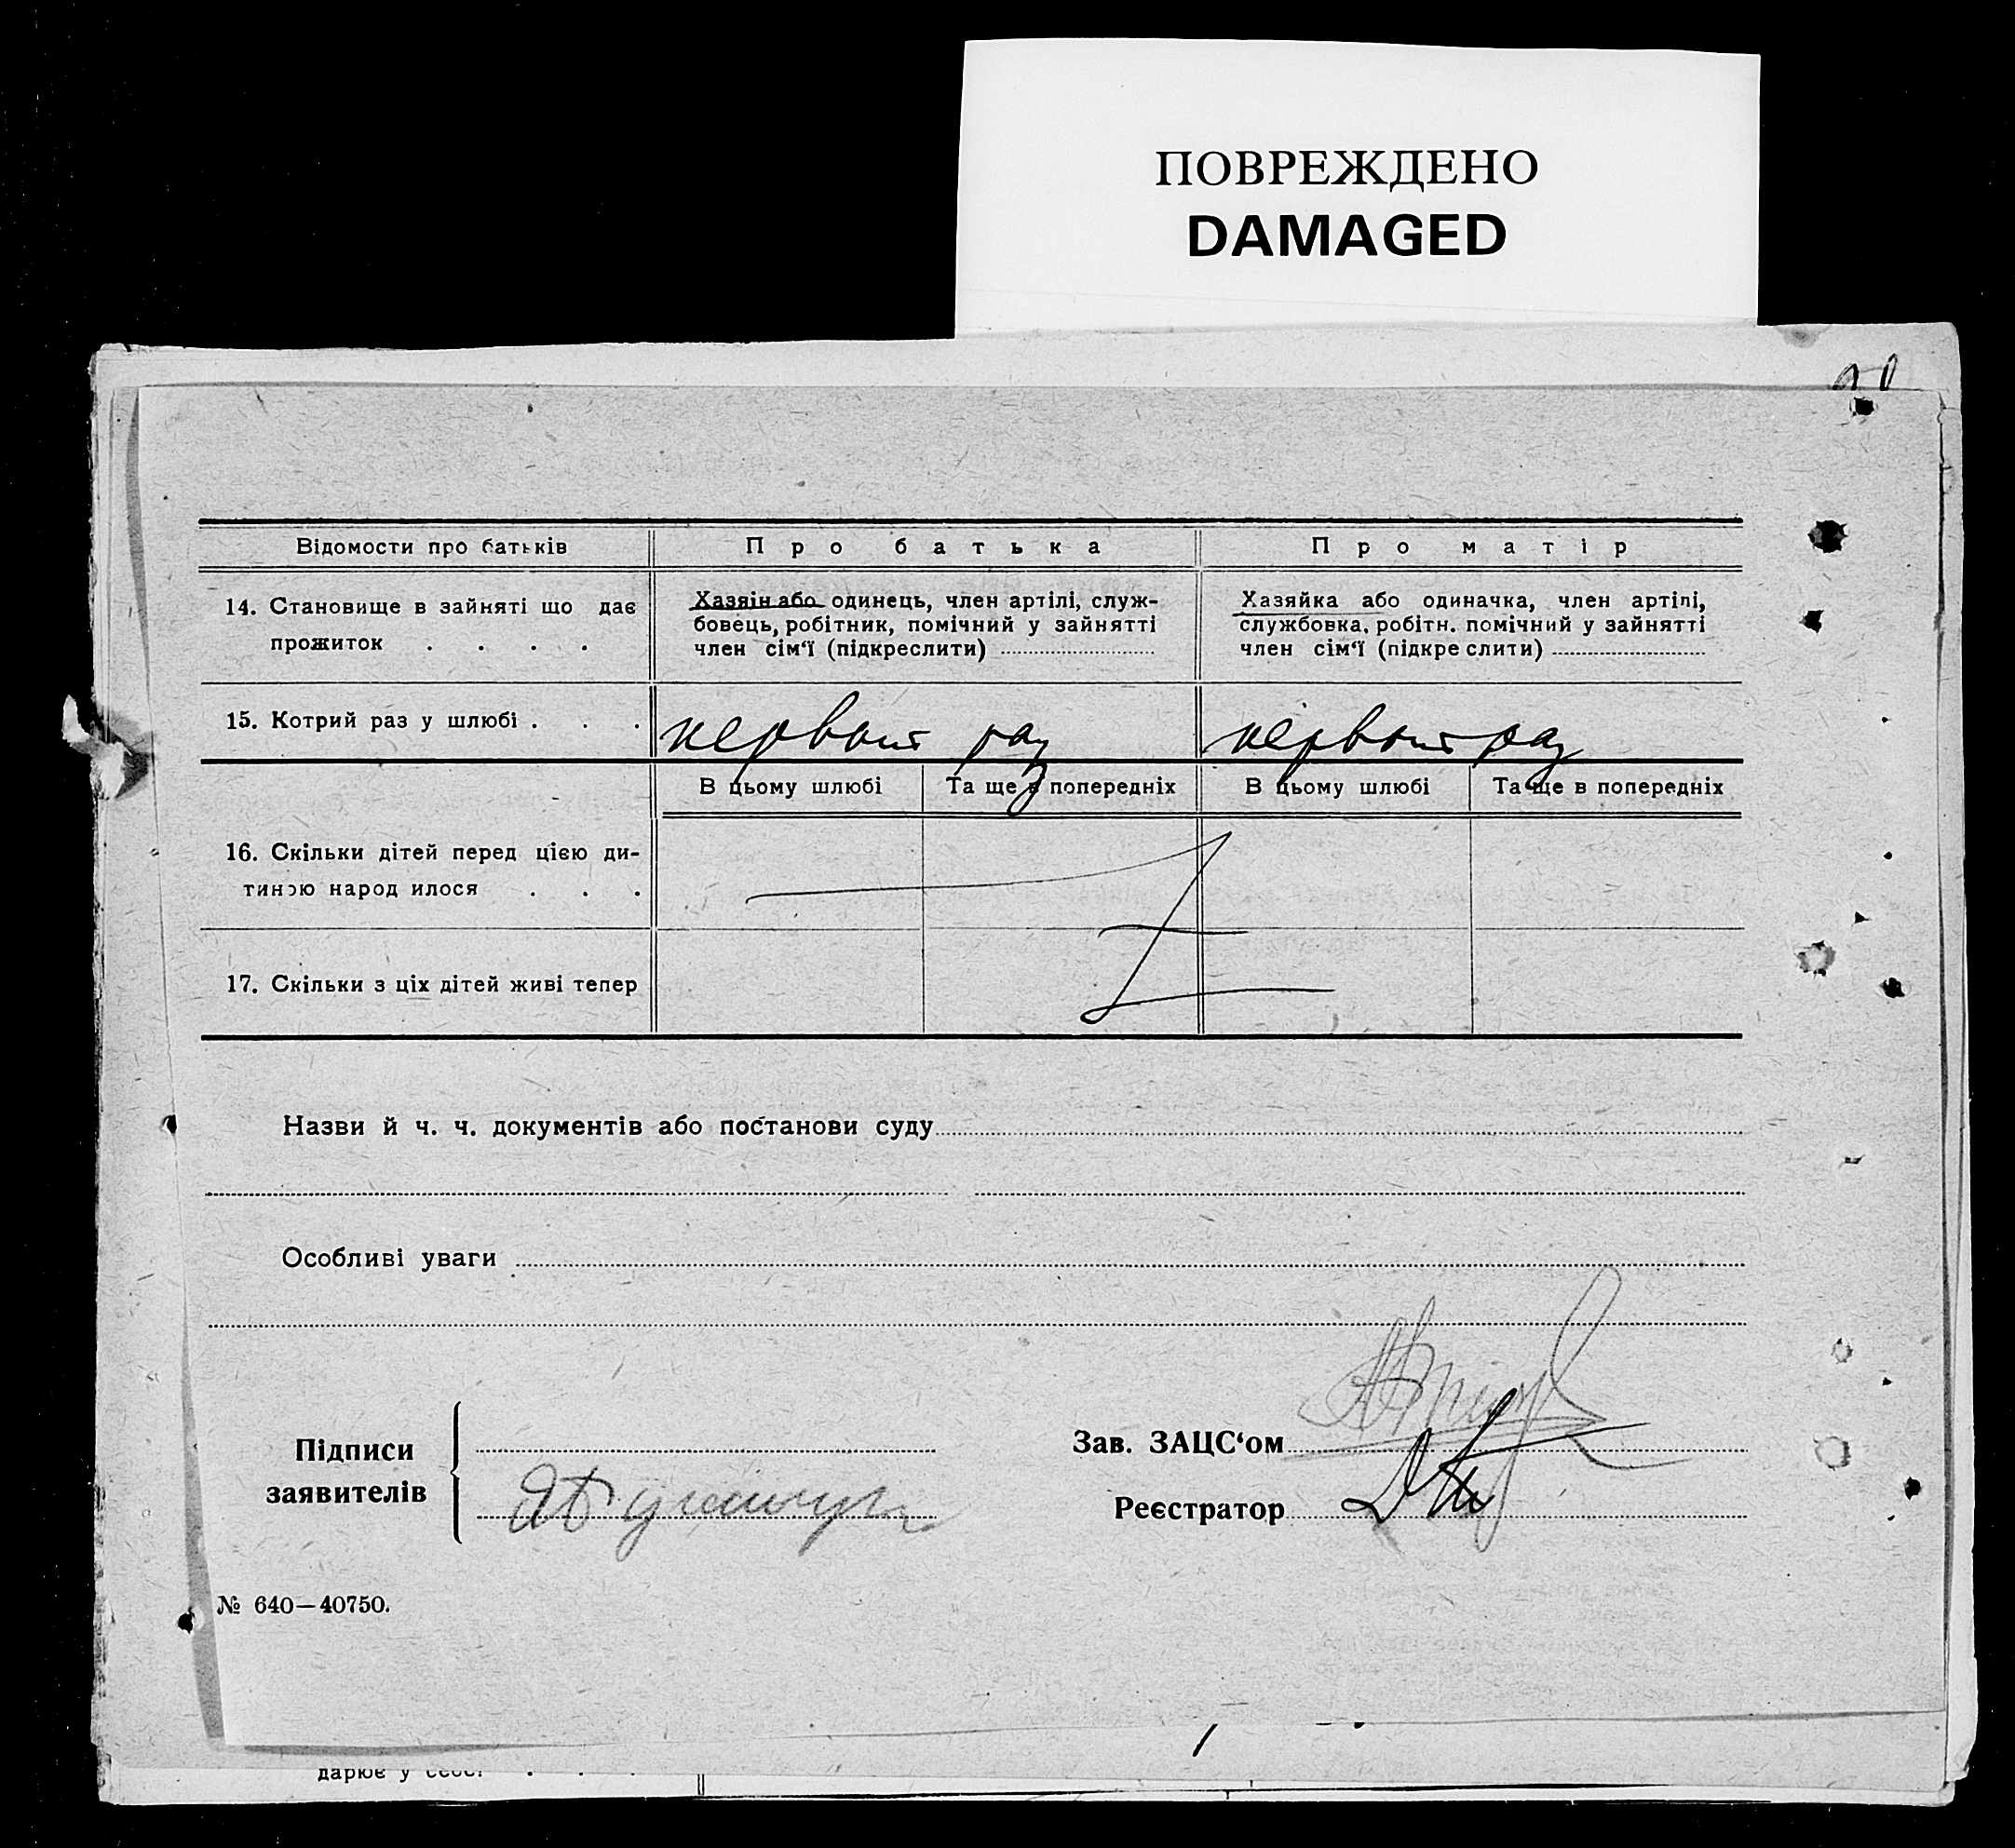 ПОВРЕЖДЕНО
DAMAGED
Відомости про батьків
Про батька
Про матір
14. Становище в зайняті що дає
прожиток . . . .
Хазяін або одинець, член артілі, служ-
бовець, робітник, помічний у зайнятті
член сім‘ї (підкреслити)
Хазяйка або одиначка, член артілі,
службовка, робітн. помічний у зайнятті
член сім‘ї (підкреслити)
15. Котрий раз у шлюбі . . .
первый раз
первый раз
В цьому шлюбі
Та ще в попередніх
В цьому шлюбі
Та ще в попередніх
16. Скільки дітей перед цією ди-
тиною народилося . . .
17. Скільки з ціх дітей живі тепер
Назви й ч. ч. документів або постанови суду
Особливі уваги
Підписи
заявителів
Зав. ЗАЦС‘ом
Реєстратор
№ 640—40750.
дарює у